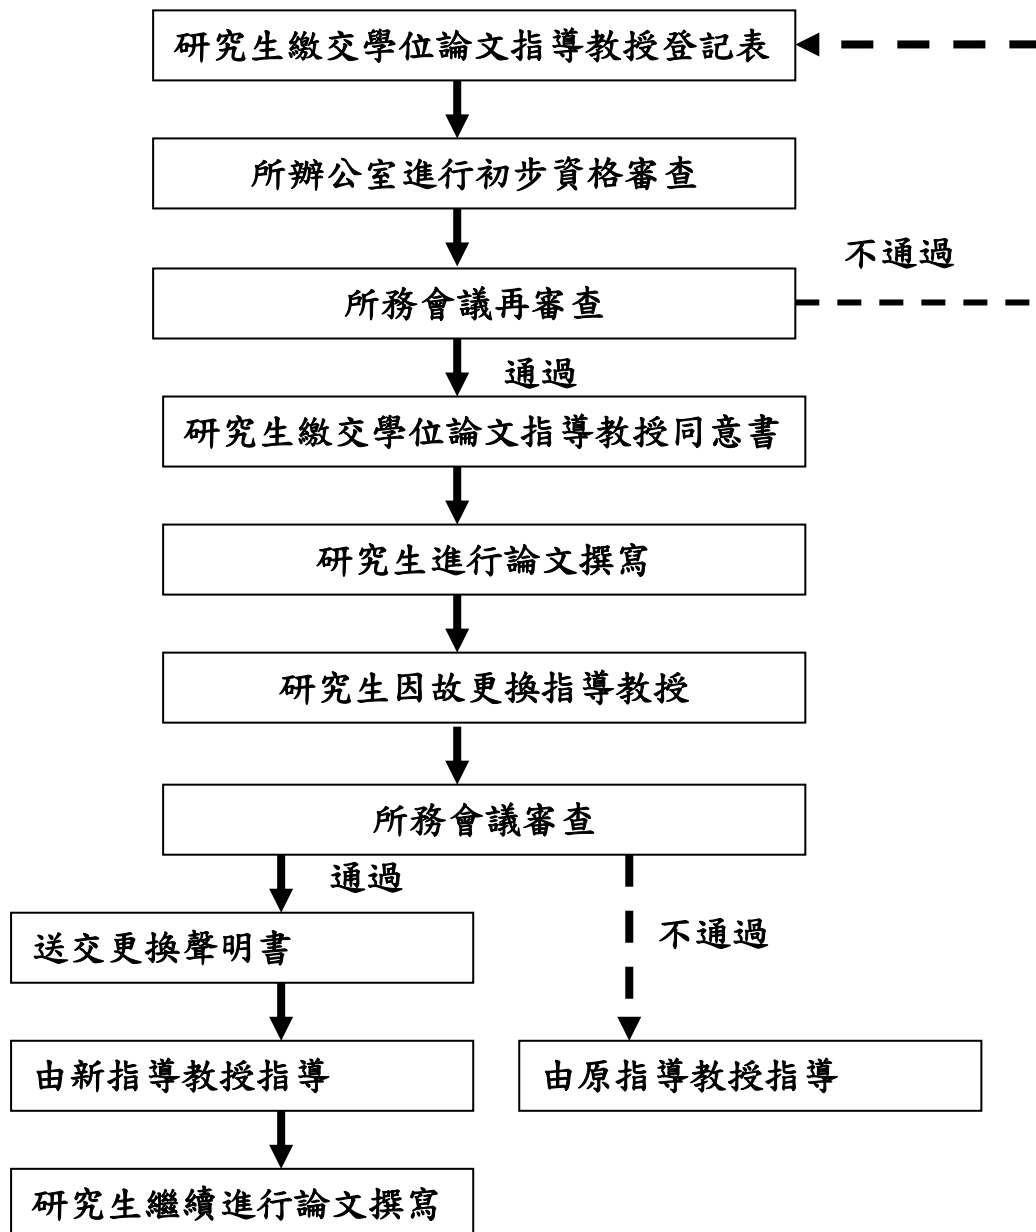 研究生繳交學位論文指導教授登記表
所辦公室進行初步資格審查
不通過
所務會議再審查
通過
研究生繳交學位論文指導教授同意書
研究生進行論文撰寫
研究生因故更換指導教授
所務會議審查
通過
送交更換聲明書
不通過
由新指導教授指導
由原指導教授指導
研究生繼續進行論文撰寫